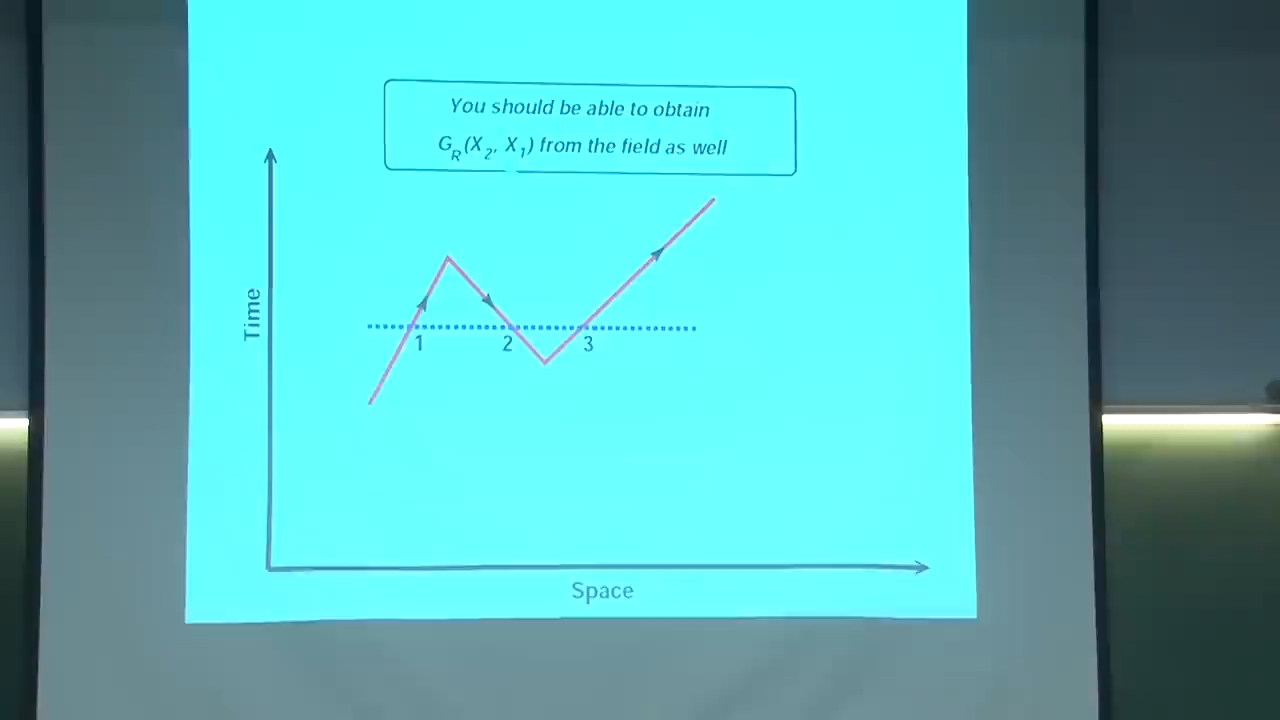 You should be able to obtain
G_R(X_2, X_1) from the field as well
Time
1 2 3
Space